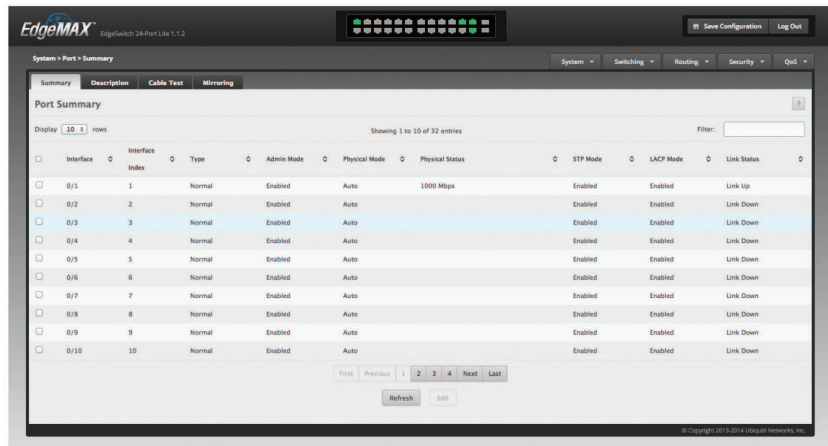 EdgeMAX™ EdgeSwitch 24-Port Lite 1.1.2
Save Configuration Log Out
System > Port > Summary
System Switching Routing Security QoS
Summary Description Cable Test Mirroring
Port Summary ?
Display 10 rows Showing 1 to 10 of 32 entries Filter:
Interface Interface Index Type Admin Mode Physical Mode Physical Status STP Mode LACP Mode Link Status
0/1 1 Normal Enabled Auto 1000 Mbps Enabled Enabled Link Up
0/2 2 Normal Enabled Auto Enabled Enabled Link Down
0/3 3 Normal Enabled Auto Enabled Enabled Link Down
0/4 4 Normal Enabled Auto Enabled Enabled Link Down
0/5 5 Normal Enabled Auto Enabled Enabled Link Down
0/6 6 Normal Enabled Auto Enabled Enabled Link Down
0/7 7 Normal Enabled Auto Enabled Enabled Link Down
0/8 8 Normal Enabled Auto Enabled Enabled Link Down
0/9 9 Normal Enabled Auto Enabled Enabled Link Down
0/10 10 Normal Enabled Auto Enabled Enabled Link Down
First Previous 1 2 3 4 Next Last
Refresh Edit
© Copyright 2013-2014 Ubiquiti Networks, Inc.